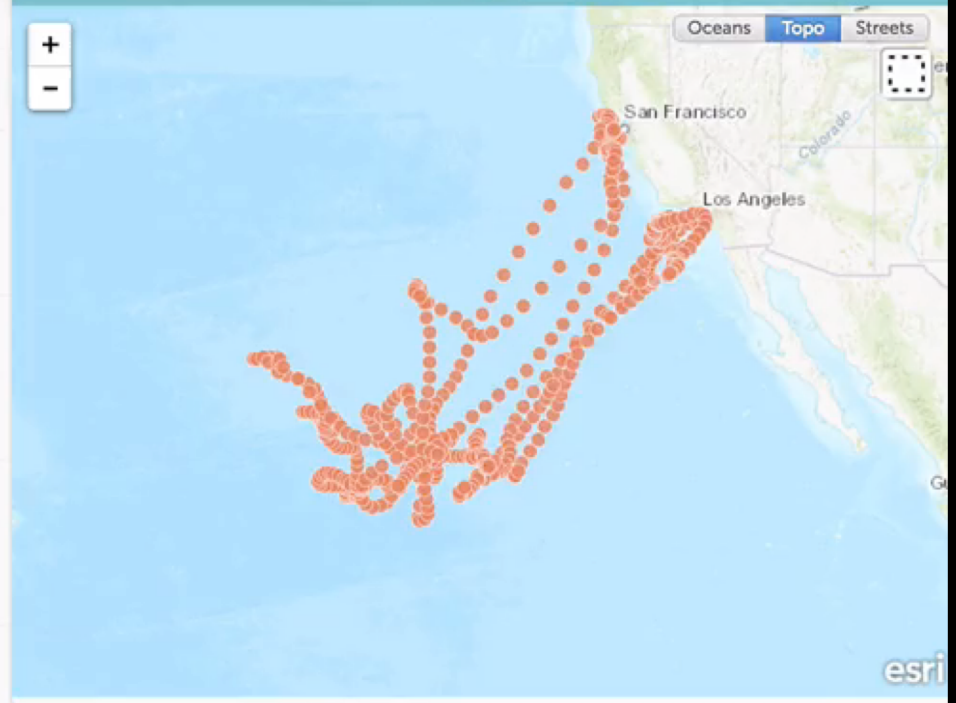 +
−
Oceans Topo Streets
San Francisco
Colorado
Los Angeles
esri